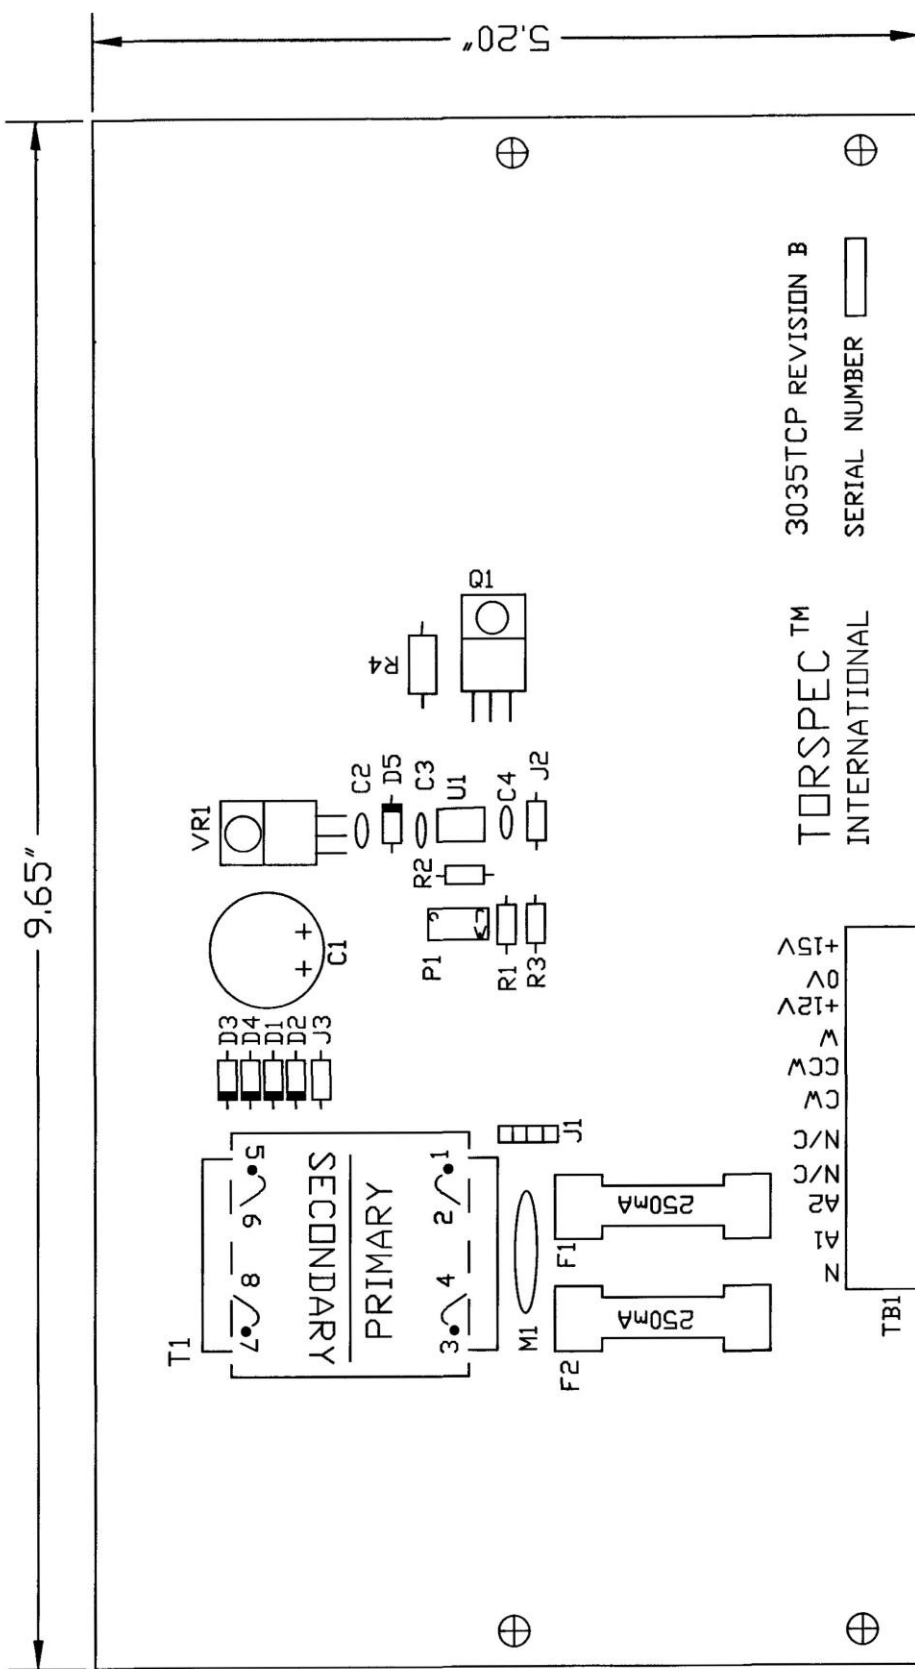 9.65"
5.20"
T1
5
6
8
7
SECONDARY
PRIMARY
1
2
4
3
D3
D4
D1
D2
J3
+ +
C1
VR1
C2
D5
C3
U1
C4
J2
R2
P1
R1
R3
R4
Q1
J1
M1
F1
250mA
F2
250mA
TORSPEC™
INTERNATIONAL
3035TCP REVISION B
SERIAL NUMBER
N
A1
A2
N/C
N/C
CW
CCW
W
+12V
0V
+15V
TB1